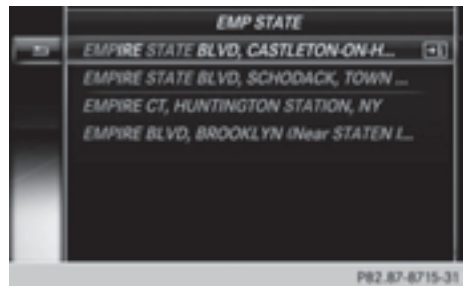 EMP STATE
EMPIRE STATE BLVD, CASTLETON-ON-H...
EMPIRE STATE BLVD, SCHODACK, TOWN ...
EMPIRE CT, HUNTINGTON STATION, NY
EMPIRE BLVD, BROOKLYN (Near STATEN I...
P82.87-8715-31